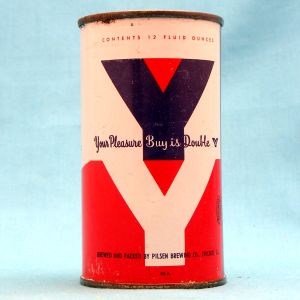 CONTENTS 12 FLUID OUNCES
Y
Your Pleasure Buy is Double Y
Y
BREWED AND PACKED BY PILSEN BREWING CO., CHICAGO